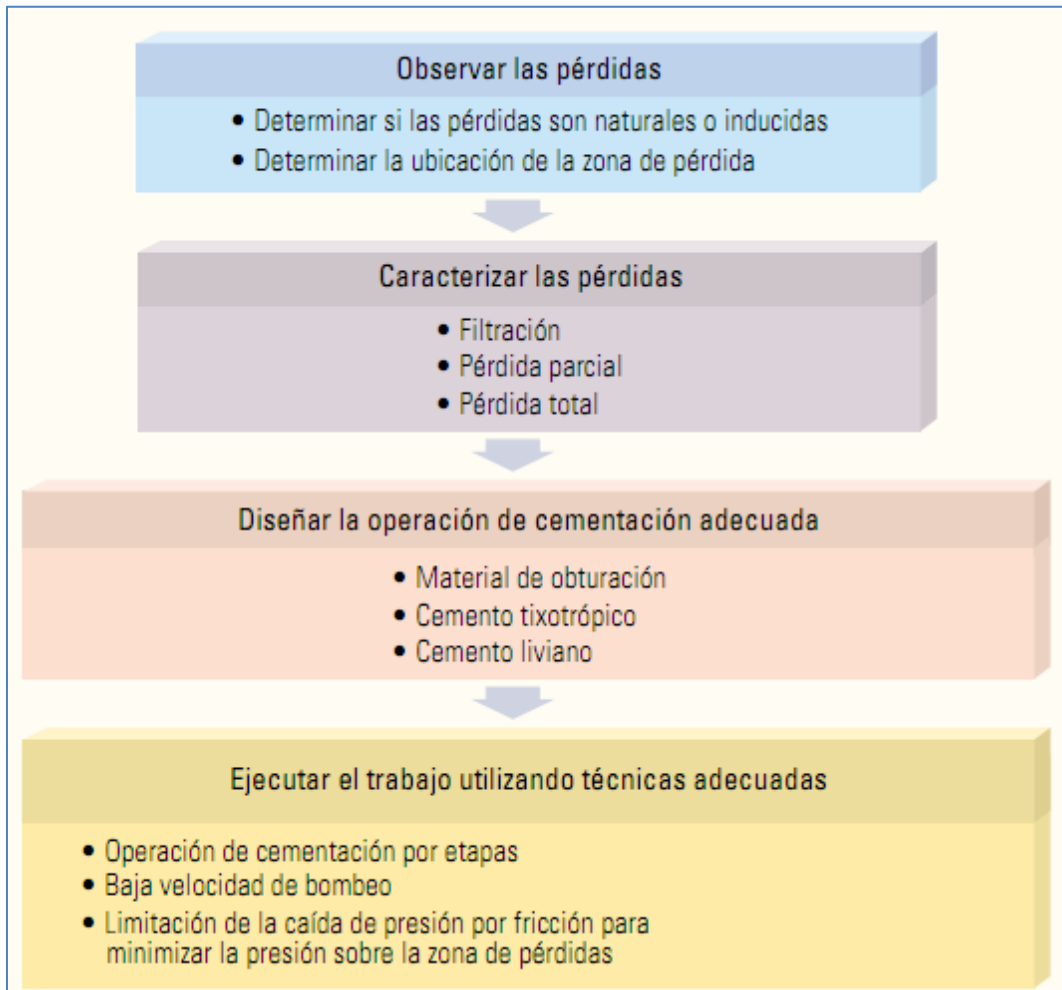 Observar las pérdidas
• Determinar si las pérdidas son naturales o inducidas
• Determinar la ubicación de la zona de pérdida
Caracterizar las pérdidas
• Filtración
• Pérdida parcial
• Pérdida total
Diseñar la operación de cementación adecuada
• Material de obturación
• Cemento tixotrópico
• Cemento liviano
Ejecutar el trabajo utilizando técnicas adecuadas
• Operación de cementación por etapas
• Baja velocidad de bombeo
• Limitación de la caída de presión por fricción para
minimizar la presión sobre la zona de pérdidas